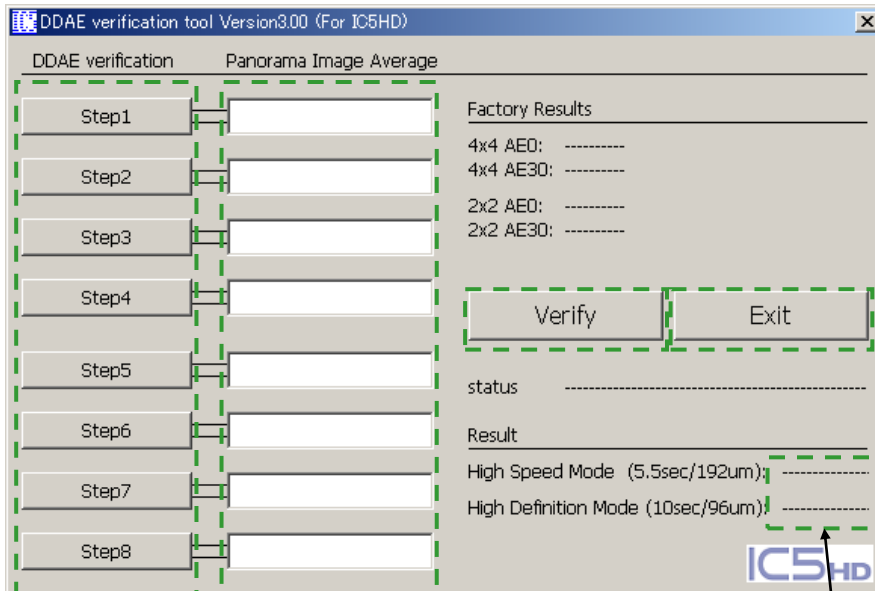 DDAE verification tool Version3.00 (For IC5HD)
DDAE verification Panorama Image Average
Step1
Step2
Step3
Step4
Step5
Step6
Step7
Step8
Factory Results
4x4 AE0: ----------
4x4 AE30: ----------
2x2 AE0: ----------
2x2 AE30: ----------
Verify
Exit
status --------------------------------------------------
Result
High Speed Mode (5.5sec/192um): ---------------
High Definition Mode (10sec/96um): ---------------
IC5HD